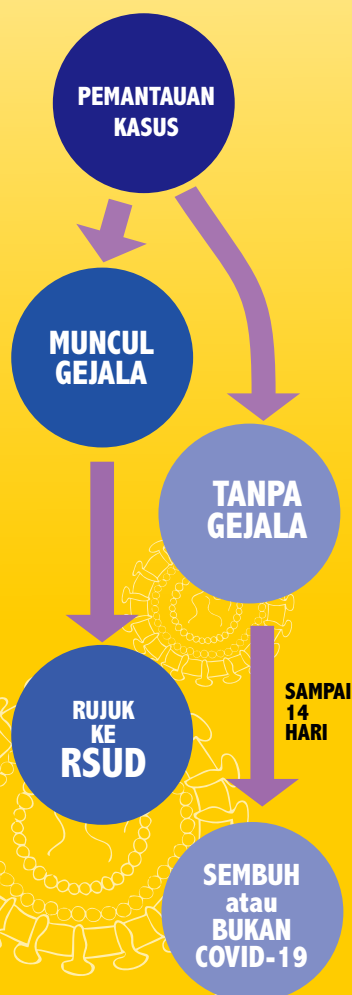 PEMANTAUAN
KASUS
MUNCUL
GEJALA
TANPA
GEJALA
RUJUK
KE
RSUD
SAMPAI
14
HARI
SEMBUH
atau
BUKAN
COVID-19